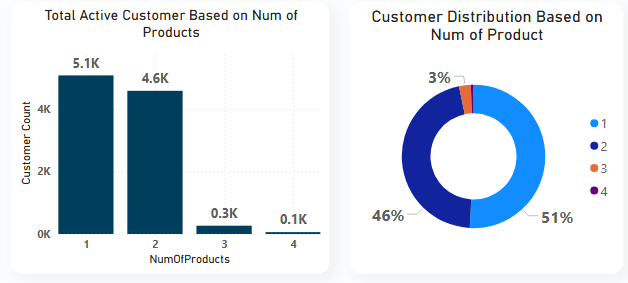 Total Active Customer Based on Num of
Products
5.1K
4.6K
0.3K
0.1K
4K
2K
0K
Customer Count
1 2 3 4
NumOfProducts
Customer Distribution Based on
Num of Product
3%
46%
51%
1
2
3
4